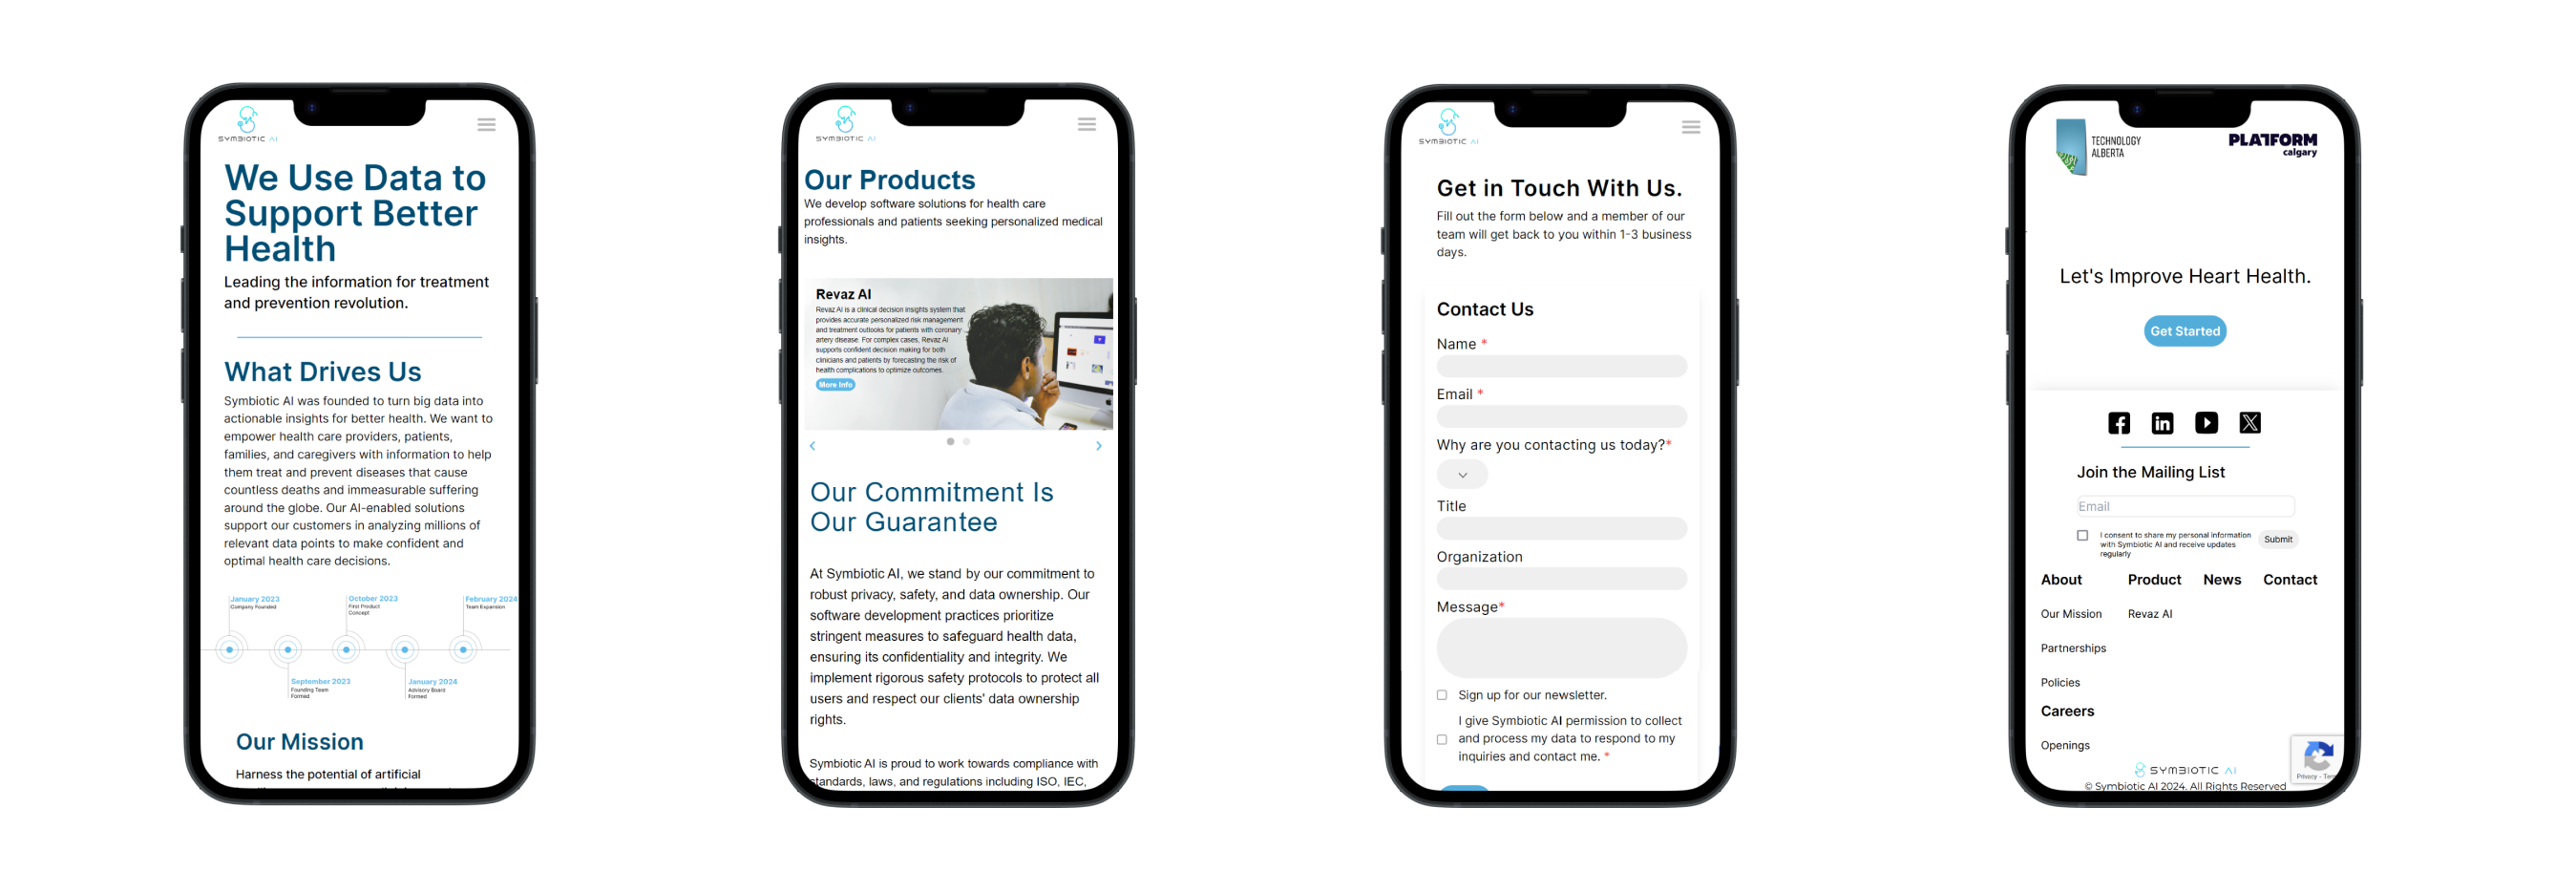 SYMBIOTIC AI
We Use Data to
Support Better
Health
Leading the information for treatment
and prevention revolution.
What Drives Us
Symbiotic AI was founded to turn big data into
actionable insights for better health. We want to
empower health care providers, patients,
families, and caregivers with information to help
them treat and prevent diseases that cause
countless deaths and immeasurable suffering
around the globe. Our AI-enabled solutions
support our customers in analyzing millions of
relevant data points to make confident and
optimal health care decisions.
January 2023
Company Founded
October 2023
First Product
Concept
February 2024
Team Expansion
September 2023
Founding Team
Formed
January 2024
Advisory Board
Formed
Our Mission
Harness the potential of artificial
SYMBIOTIC AI
Our Products
We develop software solutions for health care
professionals and patients seeking personalized medical
insights.
Revaz AI
Revaz AI is a clinical decision insights system that
provides accurate personalized risk management
and treatment outlooks for patients with coronary
artery disease. For complex cases, Revaz AI
supports confident decision making for both
clinicians and patients by forecasting the risk of
health complications to optimize outcomes.
More Info
Our Commitment Is
Our Guarantee
At Symbiotic AI, we stand by our commitment to
robust privacy, safety, and data ownership. Our
software development practices prioritize
stringent measures to safeguard health data,
ensuring its confidentiality and integrity. We
implement rigorous safety protocols to protect all
users and respect our clients' data ownership
rights.
Symbiotic AI is proud to work towards compliance with
standards, laws, and regulations including ISO, IEC,
SYMBIOTIC AI
Get in Touch With Us.
Fill out the form below and a member of our
team will get back to you within 1-3 business
days.
Contact Us
Name *
Email *
Why are you contacting us today?*
Title
Organization
Message*
Sign up for our newsletter.
I give Symbiotic AI permission to collect
and process my data to respond to my
inquiries and contact me. *
TECHNOLOGY
ALBERTA
PLATFORM
calgary
Let's Improve Heart Health.
Get Started
Join the Mailing List
Email
I consent to share my personal information
with Symbiotic AI and receive updates
regularly
Submit
About Product News Contact
Our Mission Revaz AI
Partnerships
Policies
Careers
Openings
SYMBIOTIC AI
Privacy - Ter
© Symbiotic AI 2024. All Rights Reserved